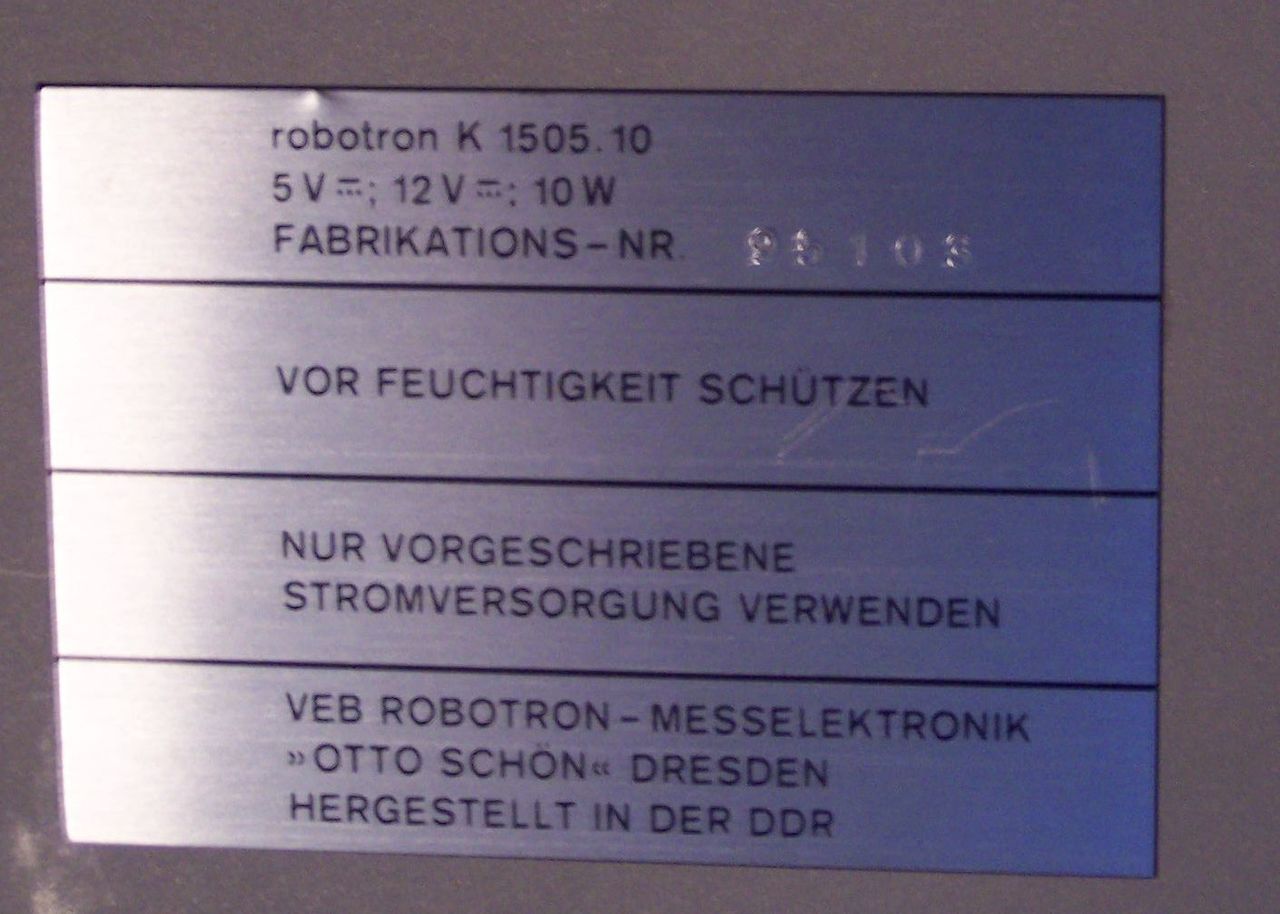 robotron K 1505.10
5 V ⎓; 12 V ⎓; 10 W
FABRIKATIONS–NR.
VOR FEUCHTIGKEIT SCHÜTZEN
NUR VORGESCHRIEBENE
STROMVERSORGUNG VERWENDEN
VEB ROBOTRON – MESSELEKTRONIK
»OTTO SCHÖN« DRESDEN
HERGESTELLT IN DER DDR